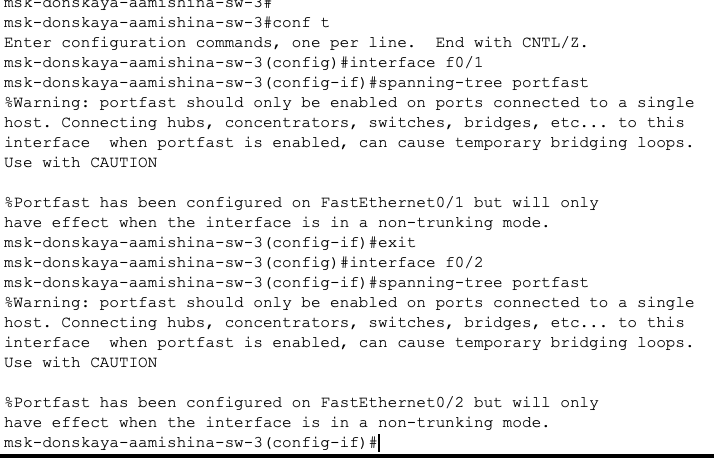 msk-donskaya-aamishina-sw-3#
msk-donskaya-aamishina-sw-3#conf t
Enter configuration commands, one per line.  End with CNTL/Z.
msk-donskaya-aamishina-sw-3(config)#interface f0/1
msk-donskaya-aamishina-sw-3(config-if)#spanning-tree portfast
%Warning: portfast should only be enabled on ports connected to a single
host. Connecting hubs, concentrators, switches, bridges, etc... to this
interface  when portfast is enabled, can cause temporary bridging loops.
Use with CAUTION

%Portfast has been configured on FastEthernet0/1 but will only
have effect when the interface is in a non-trunking mode.
msk-donskaya-aamishina-sw-3(config-if)#exit
msk-donskaya-aamishina-sw-3(config)#interface f0/2
msk-donskaya-aamishina-sw-3(config-if)#spanning-tree portfast
%Warning: portfast should only be enabled on ports connected to a single
host. Connecting hubs, concentrators, switches, bridges, etc... to this
interface  when portfast is enabled, can cause temporary bridging loops.
Use with CAUTION

%Portfast has been configured on FastEthernet0/2 but will only
have effect when the interface is in a non-trunking mode.
msk-donskaya-aamishina-sw-3(config-if)#